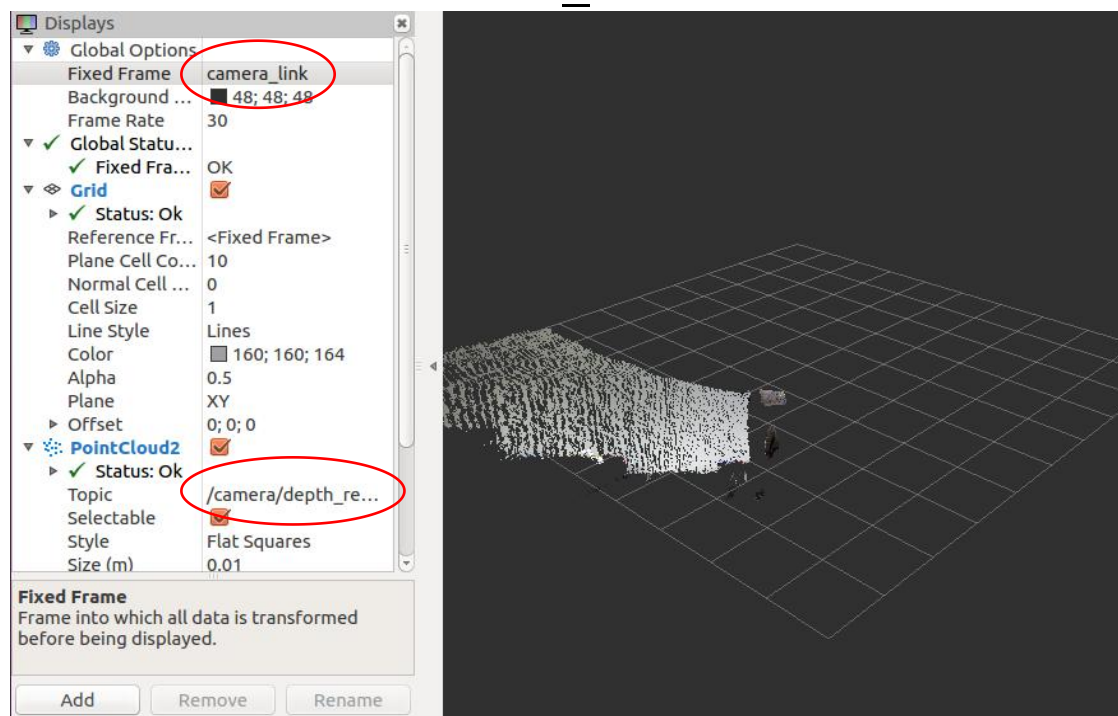 Displays
Global Options
Fixed Frame camera_link
Background ... 48; 48; 48
Frame Rate 30
Global Statu...
Fixed Fra... OK
Grid
Status: Ok
Reference Fr... <Fixed Frame>
Plane Cell Co... 10
Normal Cell ... 0
Cell Size 1
Line Style Lines
Color 160; 160; 164
Alpha 0.5
Plane XY
Offset 0; 0; 0
PointCloud2
Status: Ok
Topic /camera/depth_re...
Selectable
Style Flat Squares
Size (m) 0.01
Fixed Frame
Frame into which all data is transformed
before being displayed.
Add Remove Rename